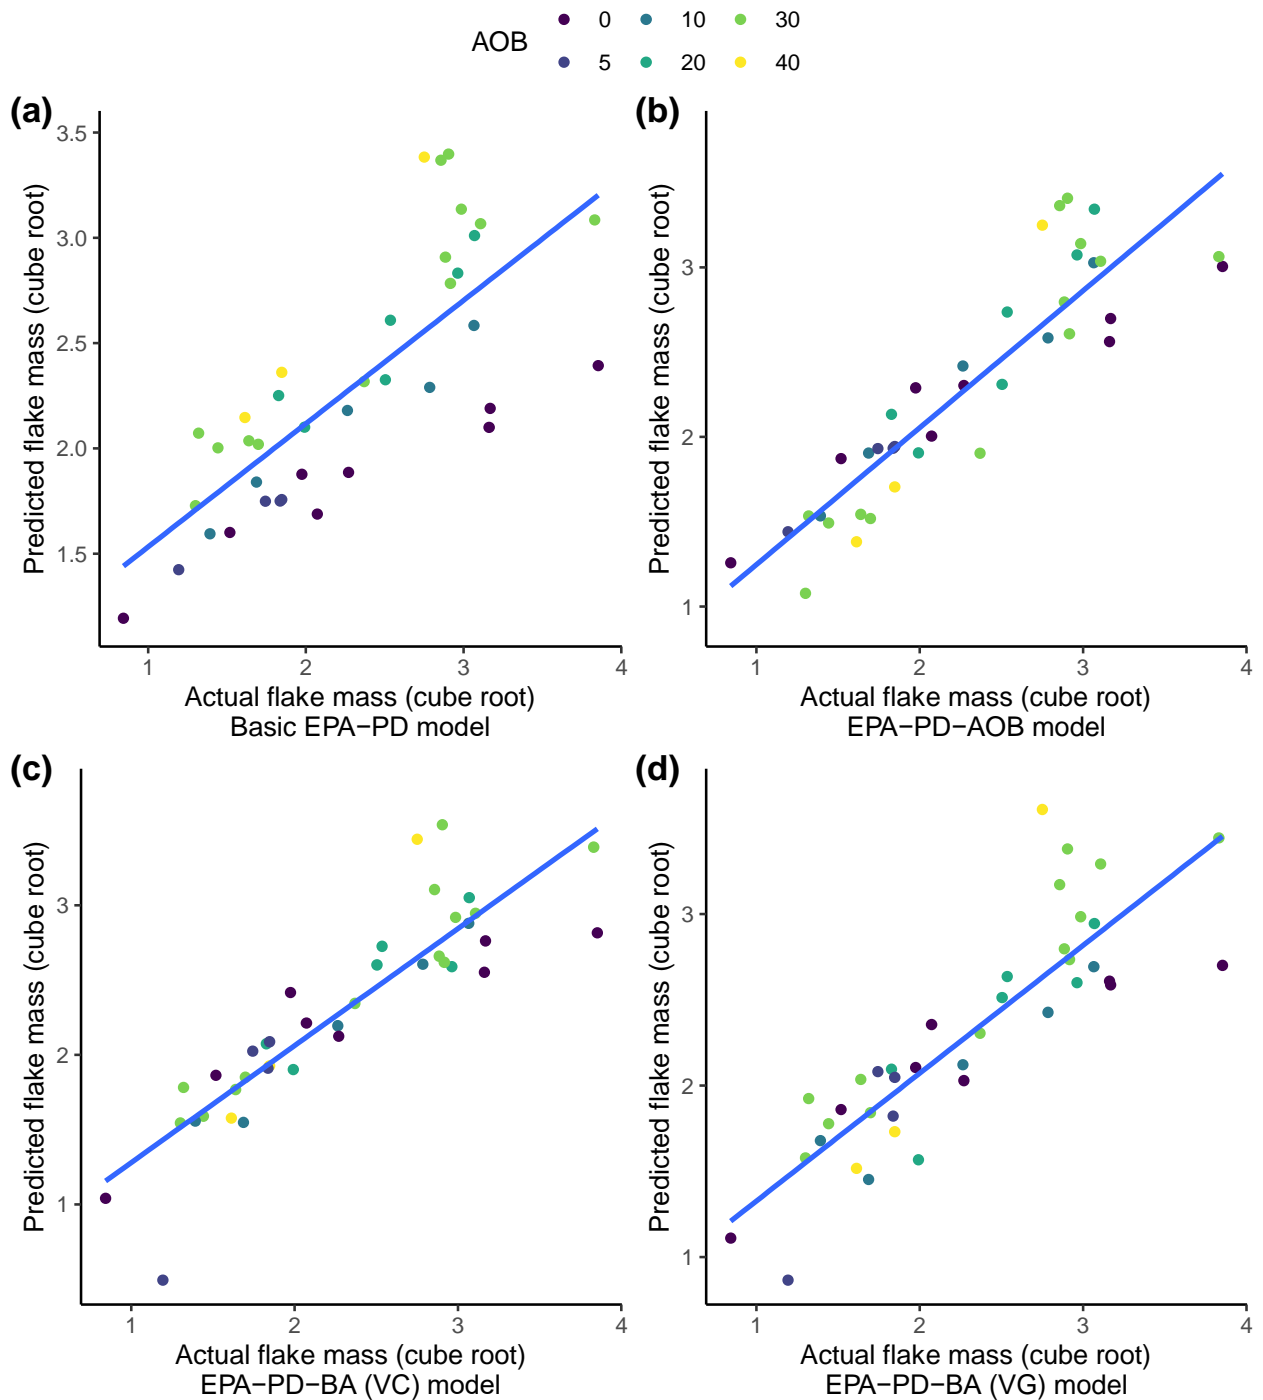 AOB
0 10 30
5 20 40
(a)
3.5
3.0
2.5
2.0
1.5
Predicted flake mass (cube root)
1 2 3 4
Actual flake mass (cube root)
Basic EPA−PD model
(b)
3
2
1
Predicted flake mass (cube root)
1 2 3 4
Actual flake mass (cube root)
EPA−PD−AOB model
(c)
3
2
1
Predicted flake mass (cube root)
1 2 3 4
Actual flake mass (cube root)
EPA−PD−BA (VC) model
(d)
3
2
1
Predicted flake mass (cube root)
1 2 3 4
Actual flake mass (cube root)
EPA−PD−BA (VG) model